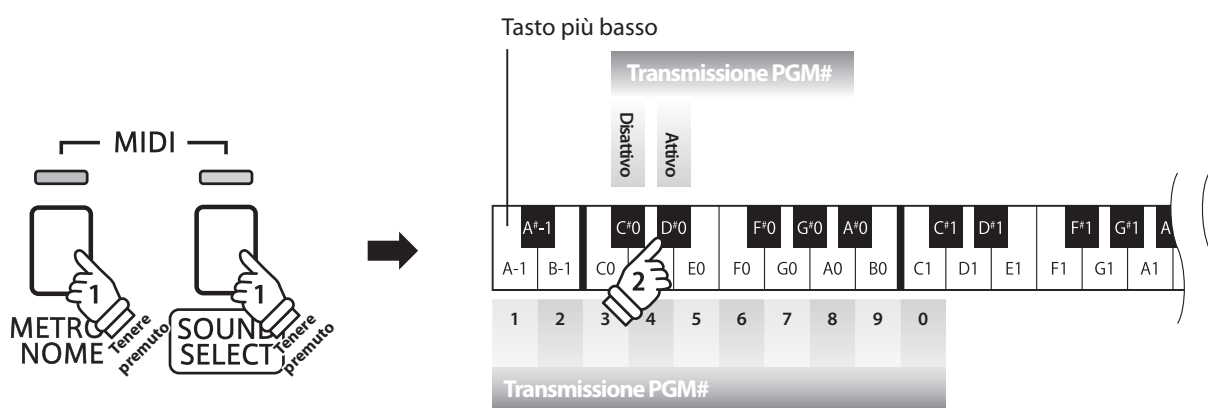 Tasto più basso
Transmissione PGM#
Disattivo
Attivo
MIDI
A#-1 C#0 D#0 F#0 G#0 A#0 C#1 D#1 F#1 G#1 A
A-1 B-1 C0 E0 F0 G0 A0 B0 C1 D1 E1 F1 G1 A1
1 1 2
METRO
NOME
Tenere
premuto
SOUND
SELECT
Tenere
premuto
1 2 3 4 5 6 7 8 9 0
Transmissione PGM#